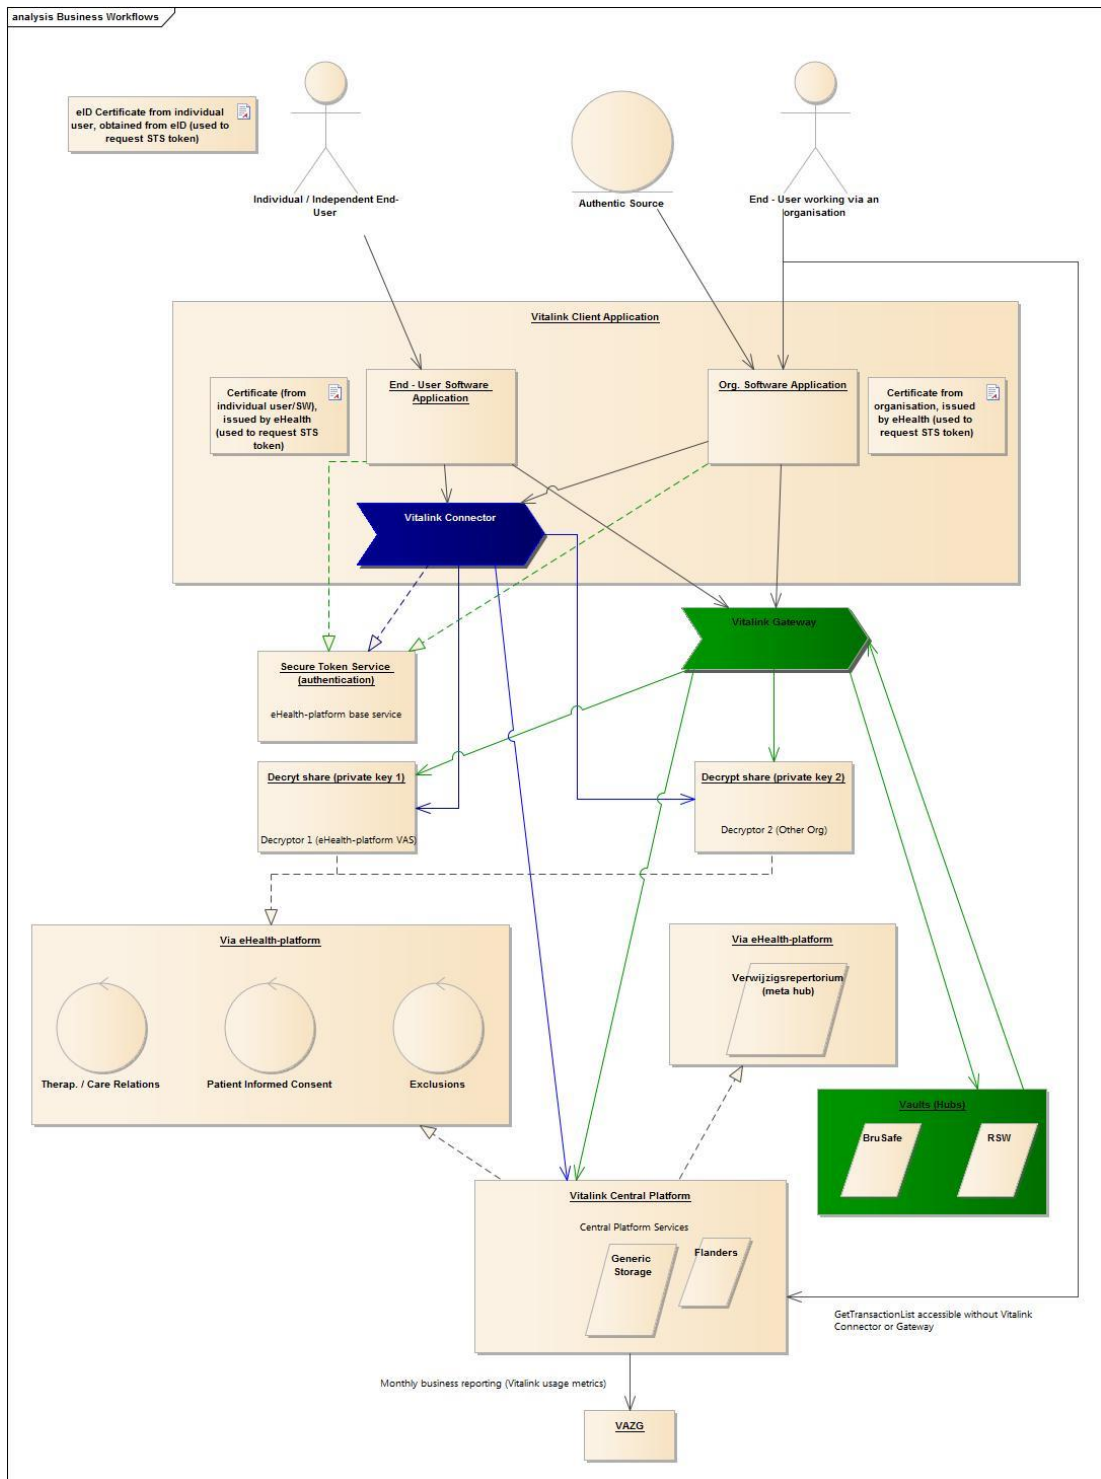 analysis Business Workflows
eID Certificate from individual
user, obtained from eID (used to
request STS token)
Individual / Independent End-
User
Authentic Source
End - User working via an
organisation
Vitalink Client Application
Certificate (from
individual user/SW),
issued by eHealth
(used to request STS
token)
End - User Software
Application
Org. Software Application
Certificate from
organisation, issued
by eHealth (used to
request STS token)
Vitalink Connector
Vitalink Gateway
Secure Token Service
(authentication)
eHealth-platform base service
Decryt share (private key 1)
Decryptor 1 (eHealth-platform VAS)
Decrypt share (private key 2)
Decryptor 2 (Other Org)
Via eHealth-platform
Therap. / Care Relations
Patient Informed Consent
Exclusions
Via eHealth-platform
Verwijzigsrepertorium
(meta hub)
Vaults (Hubs)
BruSafe
RSW
Vitalink Central Platform
Central Platform Services
Generic
Storage
Flanders
GetTransactionList accessible without Vitalink
Connector or Gateway
Monthly business reporting (Vitalink usage metrics)
VAZG